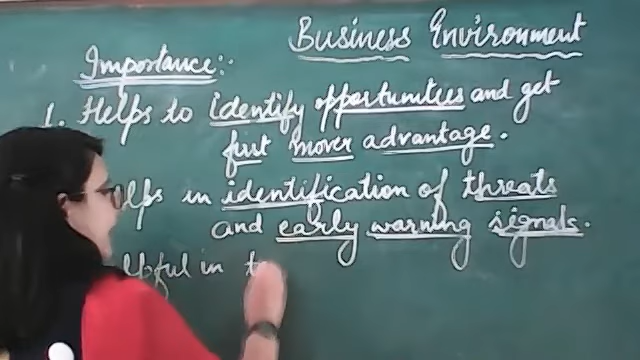 Business Environment
Importance:-
1. Helps to identify opportunities and get
first mover advantage.
lps in identification of threats
and early warning signals.
lpful in